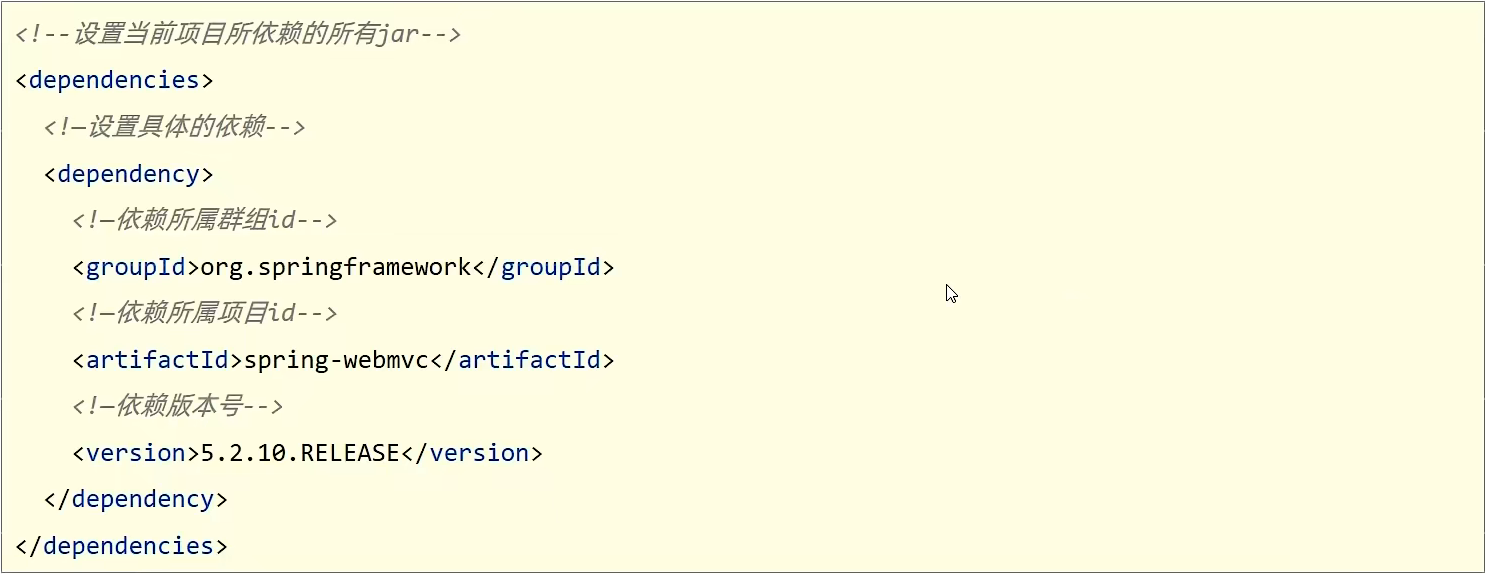 <!--设置当前项目所依赖的所有jar-->
<dependencies>
<!—设置具体的依赖-->
<dependency>
<!—依赖所属群组id-->
<groupId>org.springframework</groupId>
<!—依赖所属项目id-->
<artifactId>spring-webmvc</artifactId>
<!—依赖版本号-->
<version>5.2.10.RELEASE</version>
</dependency>
</dependencies>